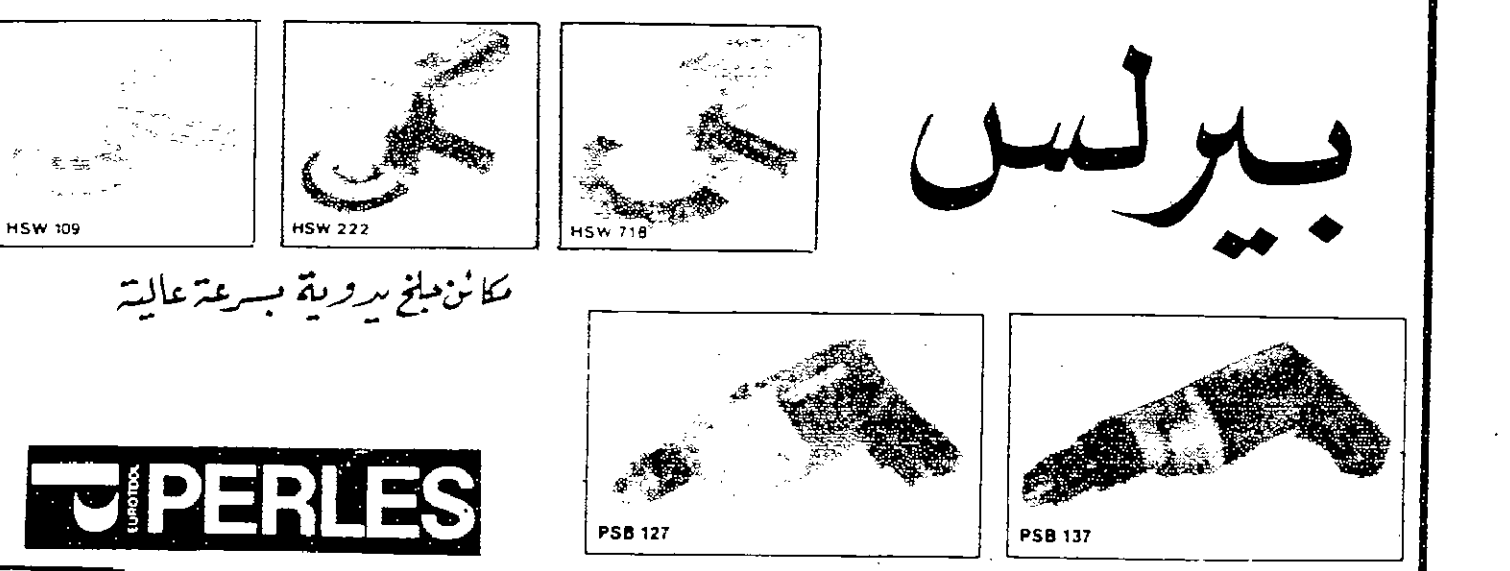 بيرلس
HSW 718
HSW 222
HSW 109
مكائن جلخ يدوية بسرعة عالية
PSB 137
PSB 127
EUROTOOL
PERLES